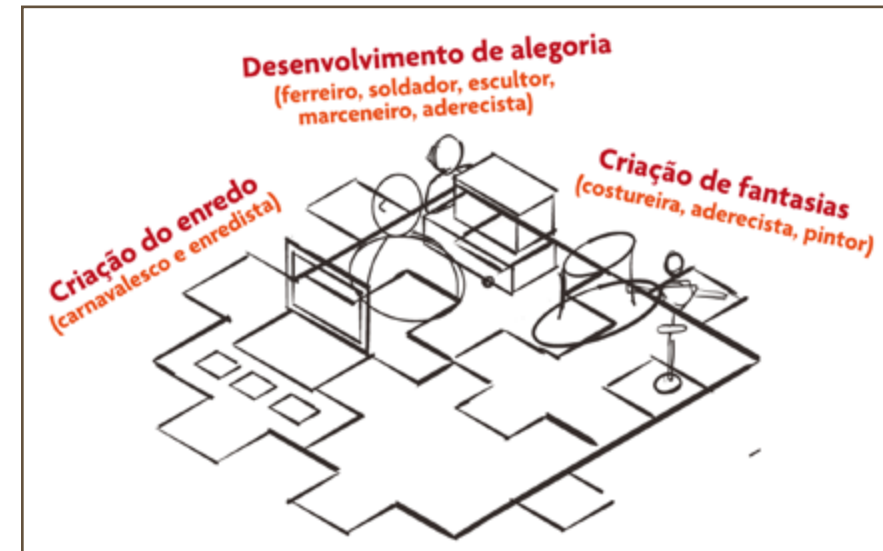 Desenvolvimento de alegoria
(ferreiro, soldador, escultor,
marceneiro, aderecista)
Criação do enredo
(carnavalesco e enredista)
Criação de fantasias
(costureira, aderecista, pintor)